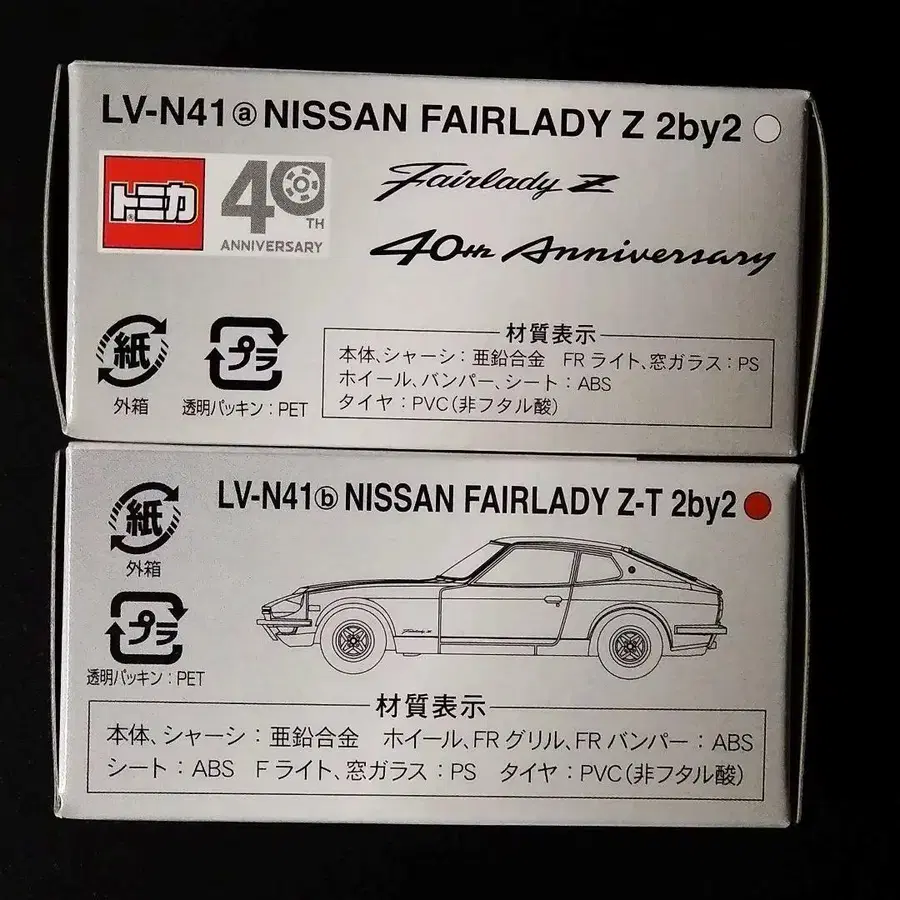 LV-N41ⓐ NISSAN FAIRLADY Z 2by2
トミカ
®
40
TH
ANNIVERSARY
Fairlady Z
40th Anniversary
紙
外箱
プラ
透明パッキン：PET
材質表示
本体、シャーシ：亜鉛合金　FRライト、窓ガラス：PS
ホイール、バンパー、シート：ABS
タイヤ：PVC(非フタル酸)
LV-N41ⓑ NISSAN FAIRLADY Z-T 2by2
紙
外箱
プラ
透明パッキン：PET
Fairlady Z
材質表示
本体、シャーシ：亜鉛合金　ホイール、FRグリル、FRバンパー：ABS
シート：ABS　Fライト、窓ガラス：PS　タイヤ：PVC(非フタル酸)